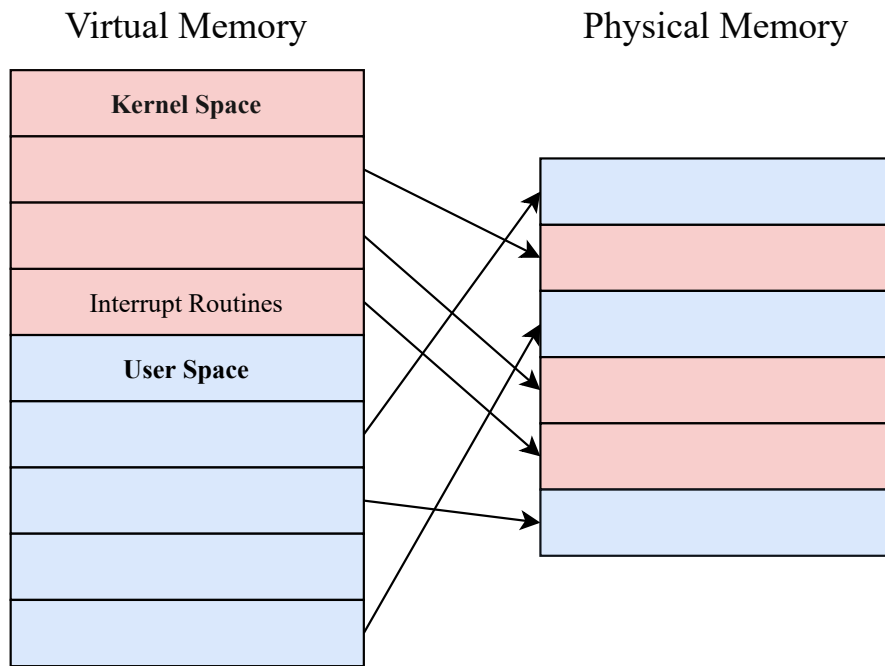 Virtual Memory
Physical Memory
Kernel Space
Interrupt Routines
User Space